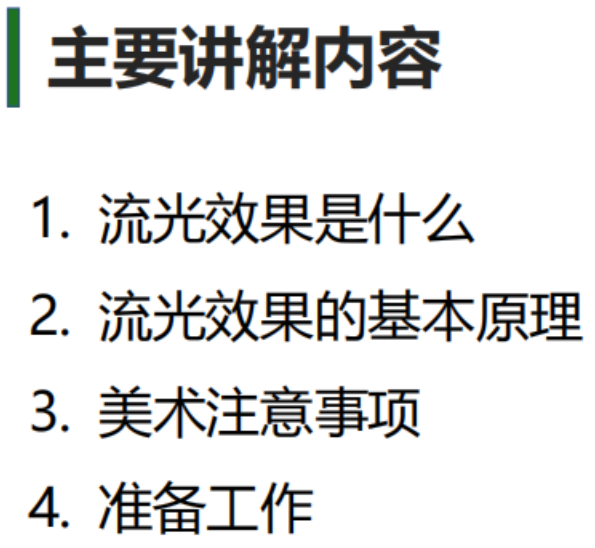 主要讲解内容
1. 流光效果是什么
2. 流光效果的基本原理
3. 美术注意事项
4. 准备工作